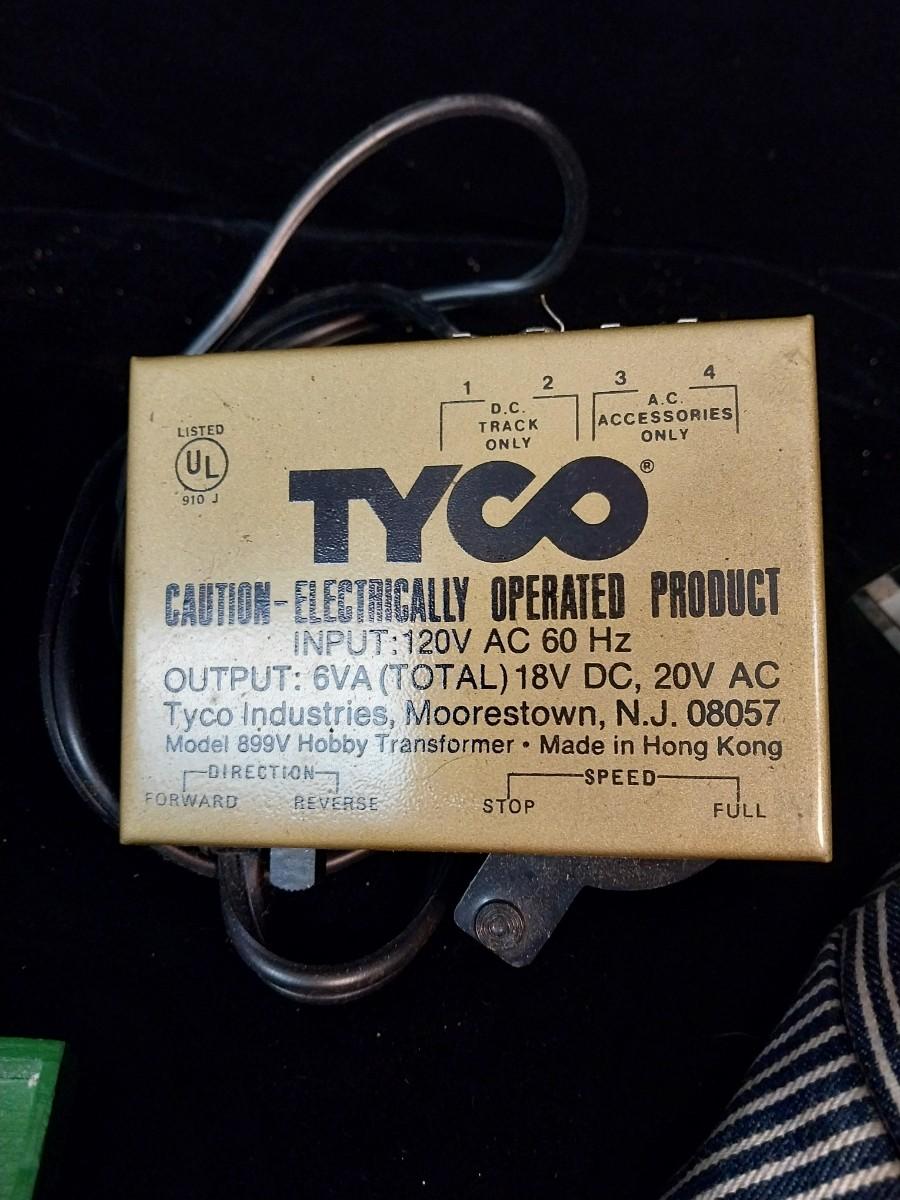 1 2 3 4
D.C. TRACK ONLY
A.C. ACCESSORIES ONLY
LISTED
UL
910 J
TYCO®
CAUTION-ELECTRICALLY OPERATED PRODUCT
INPUT:120V AC 60 Hz
OUTPUT: 6VA (TOTAL) 18V DC, 20V AC
Tyco Industries, Moorestown, N.J. 08057
Model 899V Hobby Transformer • Made in Hong Kong
DIRECTION
FORWARD REVERSE
SPEED
STOP FULL